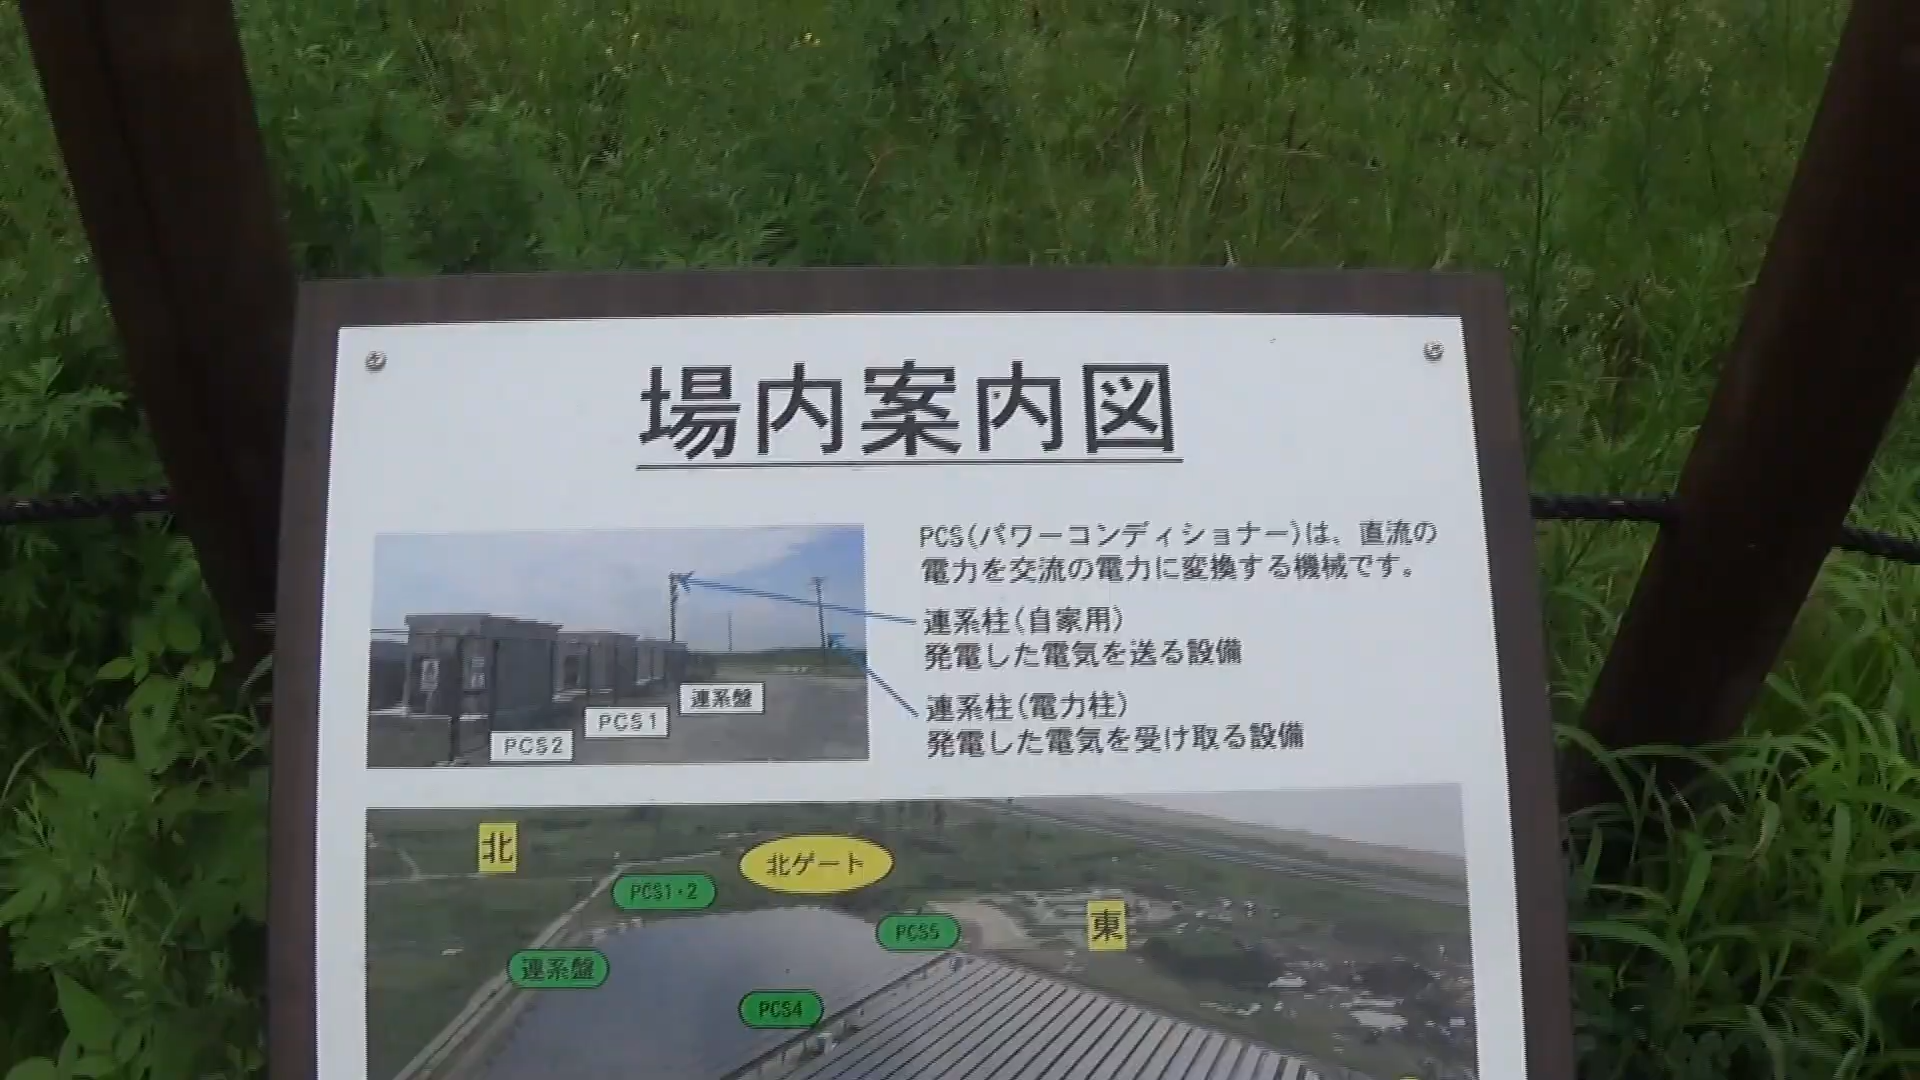 場内案内図
PCS(パワーコンディショナー)は、直流の
電力を交流の電力に変換する機械です。
連系柱(自家用)
発電した電気を送る設備
連系柱(電力柱)
発電した電気を受け取る設備
連系盤
PCS1
PCS2
北
北ゲート
PCS1・2
PCS5
東
連系盤
PCS4